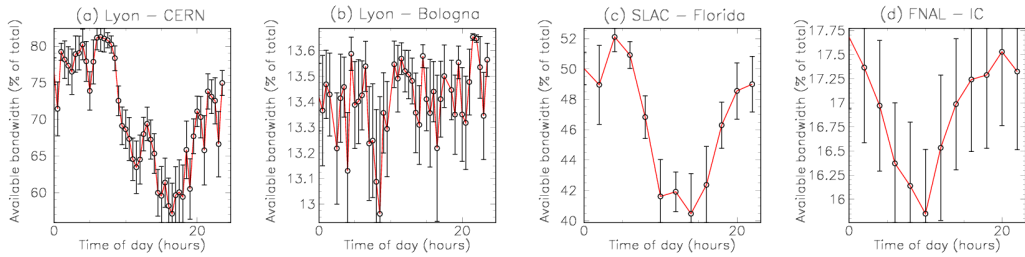 (a) Lyon – CERN
Available bandwidth (% of total)
80
75
70
65
60
0
20
Time of day (hours)
(b) Lyon – Bologna
Available bandwidth (% of total)
13.6
13.5
13.4
13.3
13.2
13.1
13
0
20
Time of day (hours)
(c) SLAC – Florida
Available bandwidth (% of total)
52
50
48
46
44
42
40
0
20
Time of day (hours)
(d) FNAL – IC
Available bandwidth (% of total)
17.75
17.5
17.25
17
16.75
16.5
16.25
16
0
20
Time of day (hours)